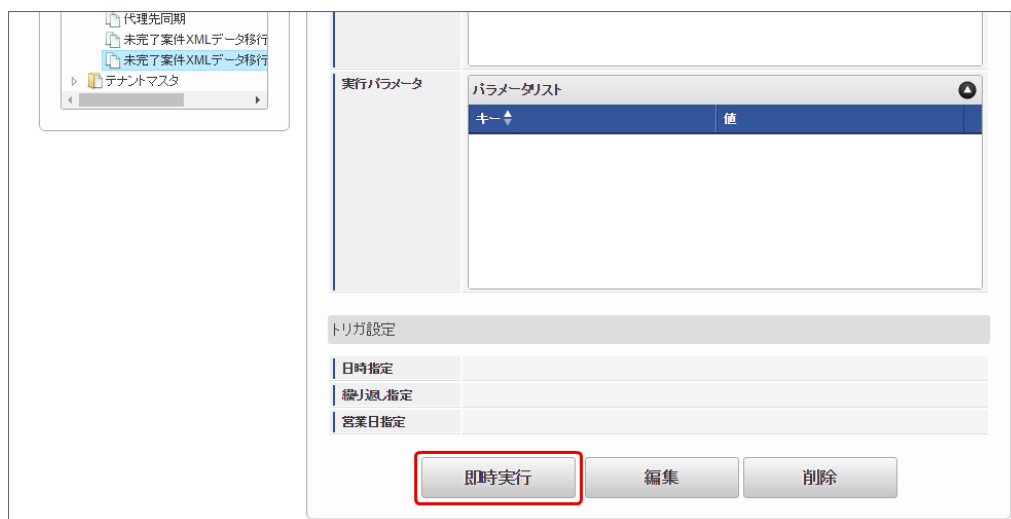 代理先同期
未完了案件XMLデータ移行
未完了案件XMLデータ移行
テナントマスタ
実行パラメータ
パラメータリスト
キー 値
トリガ設定
日時指定
繰り返し指定
営業日指定
即時実行 編集 削除